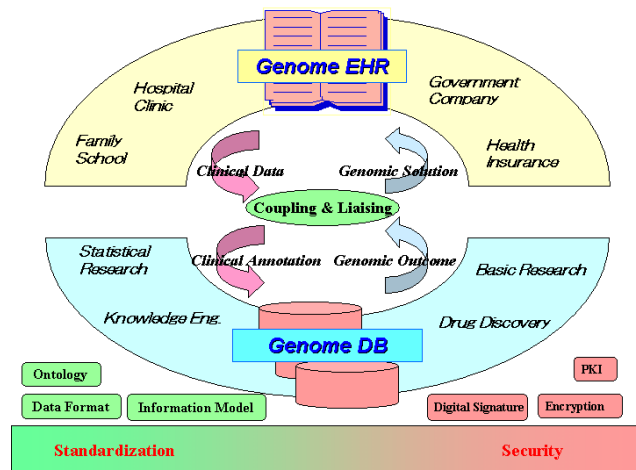 Genome EHR
Hospital
Clinic
Government
Company
Family
School
Health
Insurance
Clinical Data
Genomic Solution
Coupling & Liaising
Statistical
Research
Clinical Annotation
Genomic Outcome
Basic Research
Knowledge Eng.
Drug Discovery
Genome DB
Ontology
PKI
Data Format
Information Model
Digital Signature
Encryption
Standardization
Security